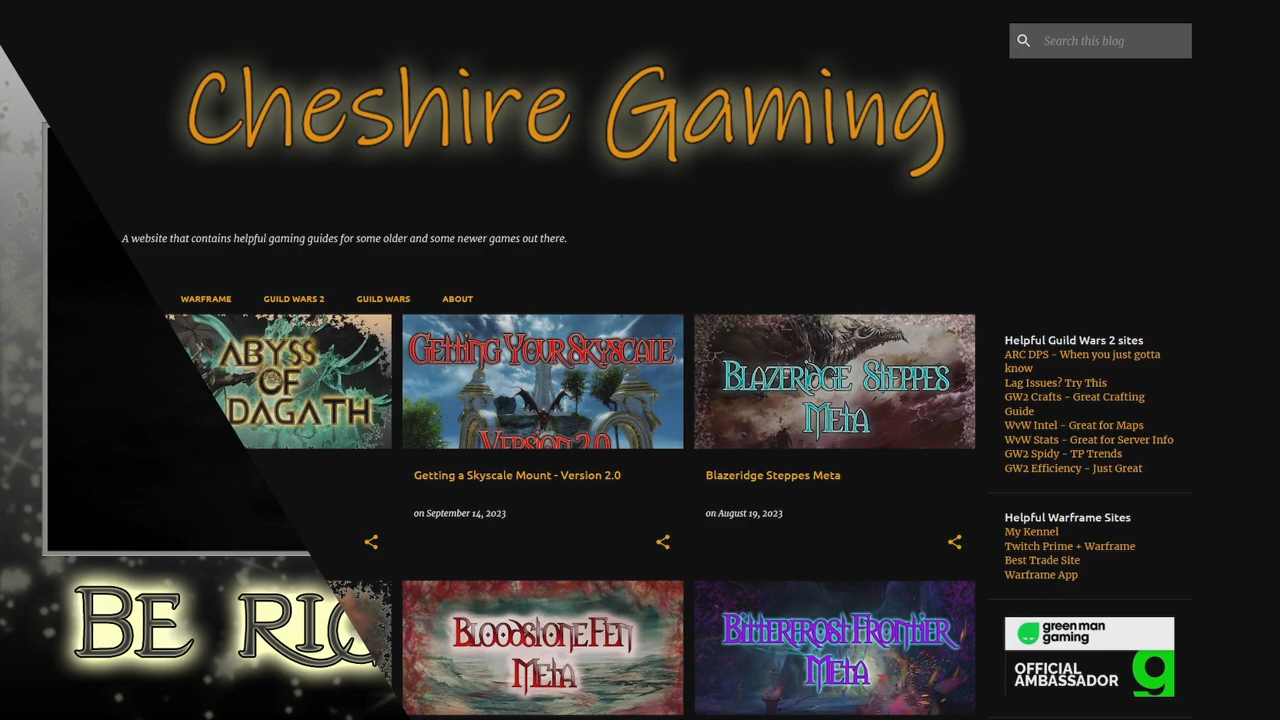 Search this blog
Cheshire Gaming
A website that contains helpful gaming guides for some older and some newer games out there.
WARFRAME GUILD WARS 2 GUILD WARS ABOUT
ABYSS
OF
DAGATH
Getting Your Skyscale
Version 2.0
Blazeridge Steppes
Meta
Getting a Skyscale Mount - Version 2.0
on September 14, 2023
Blazeridge Steppes Meta
on August 19, 2023
Bloodstone Fen
Meta
Bitterfrost Frontier
Meta
BE RIG
Helpful Guild Wars 2 sites
ARC DPS - When you just gotta
know
Lag Issues? Try This
GW2 Crafts - Great Crafting
Guide
WvW Intel - Great for Maps
WvW Stats - Great for Server Info
GW2 Spidy - TP Trends
GW2 Efficiency - Just Great
Helpful Warframe Sites
My Kennel
Twitch Prime + Warframe
Best Trade Site
Warframe App
green man
gaming
OFFICIAL
AMBASSADOR